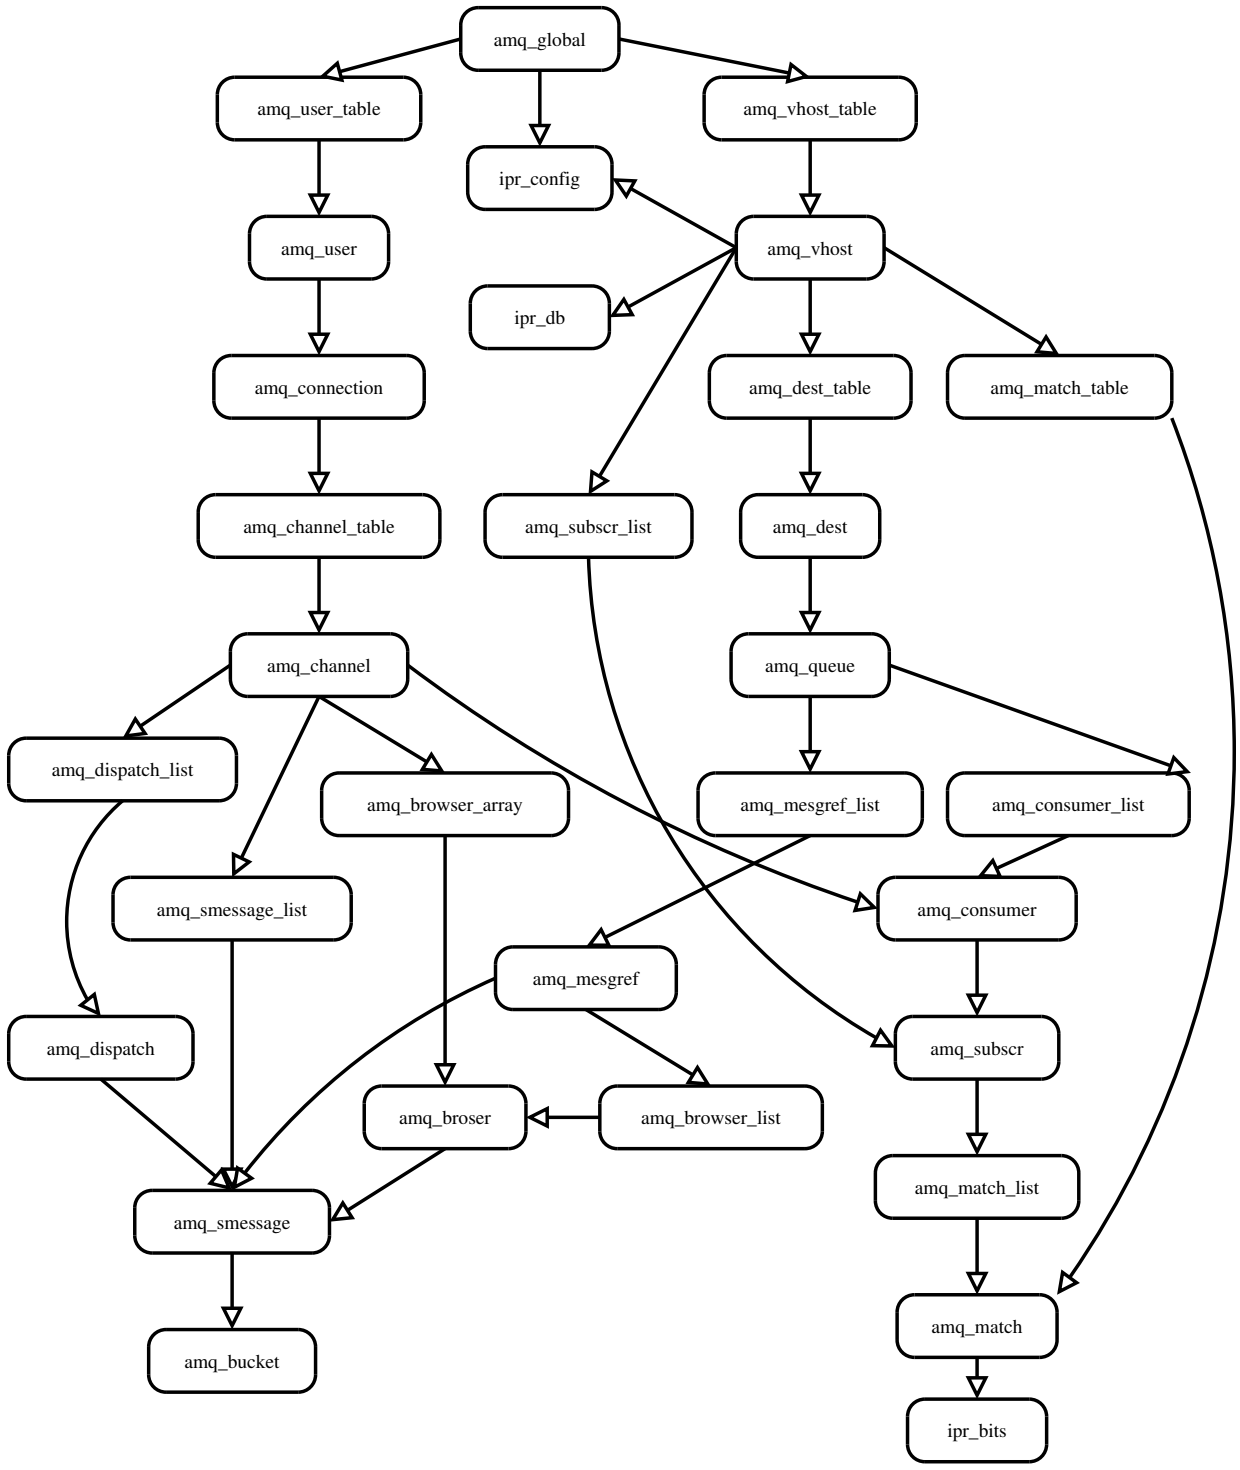 amq_global
amq_user_table
amq_vhost_table
ipr_config
amq_user
amq_vhost
ipr_db
amq_connection
amq_dest_table
amq_match_table
amq_channel_table
amq_subscr_list
amq_dest
amq_channel
amq_queue
amq_dispatch_list
amq_browser_array
amq_mesgref_list
amq_consumer_list
amq_smessage_list
amq_consumer
amq_mesgref
amq_dispatch
amq_subscr
amq_broser
amq_browser_list
amq_match_list
amq_smessage
amq_match
amq_bucket
ipr_bits